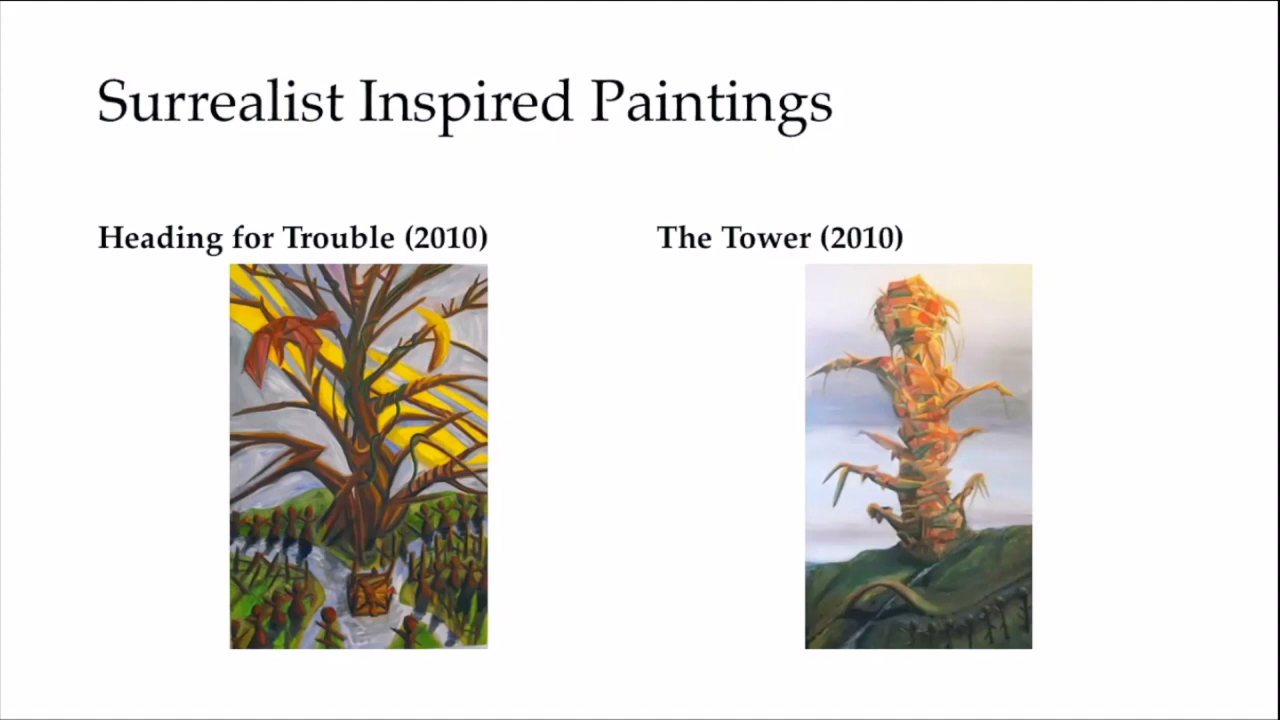 Surrealist Inspired Paintings
Heading for Trouble (2010)
The Tower (2010)